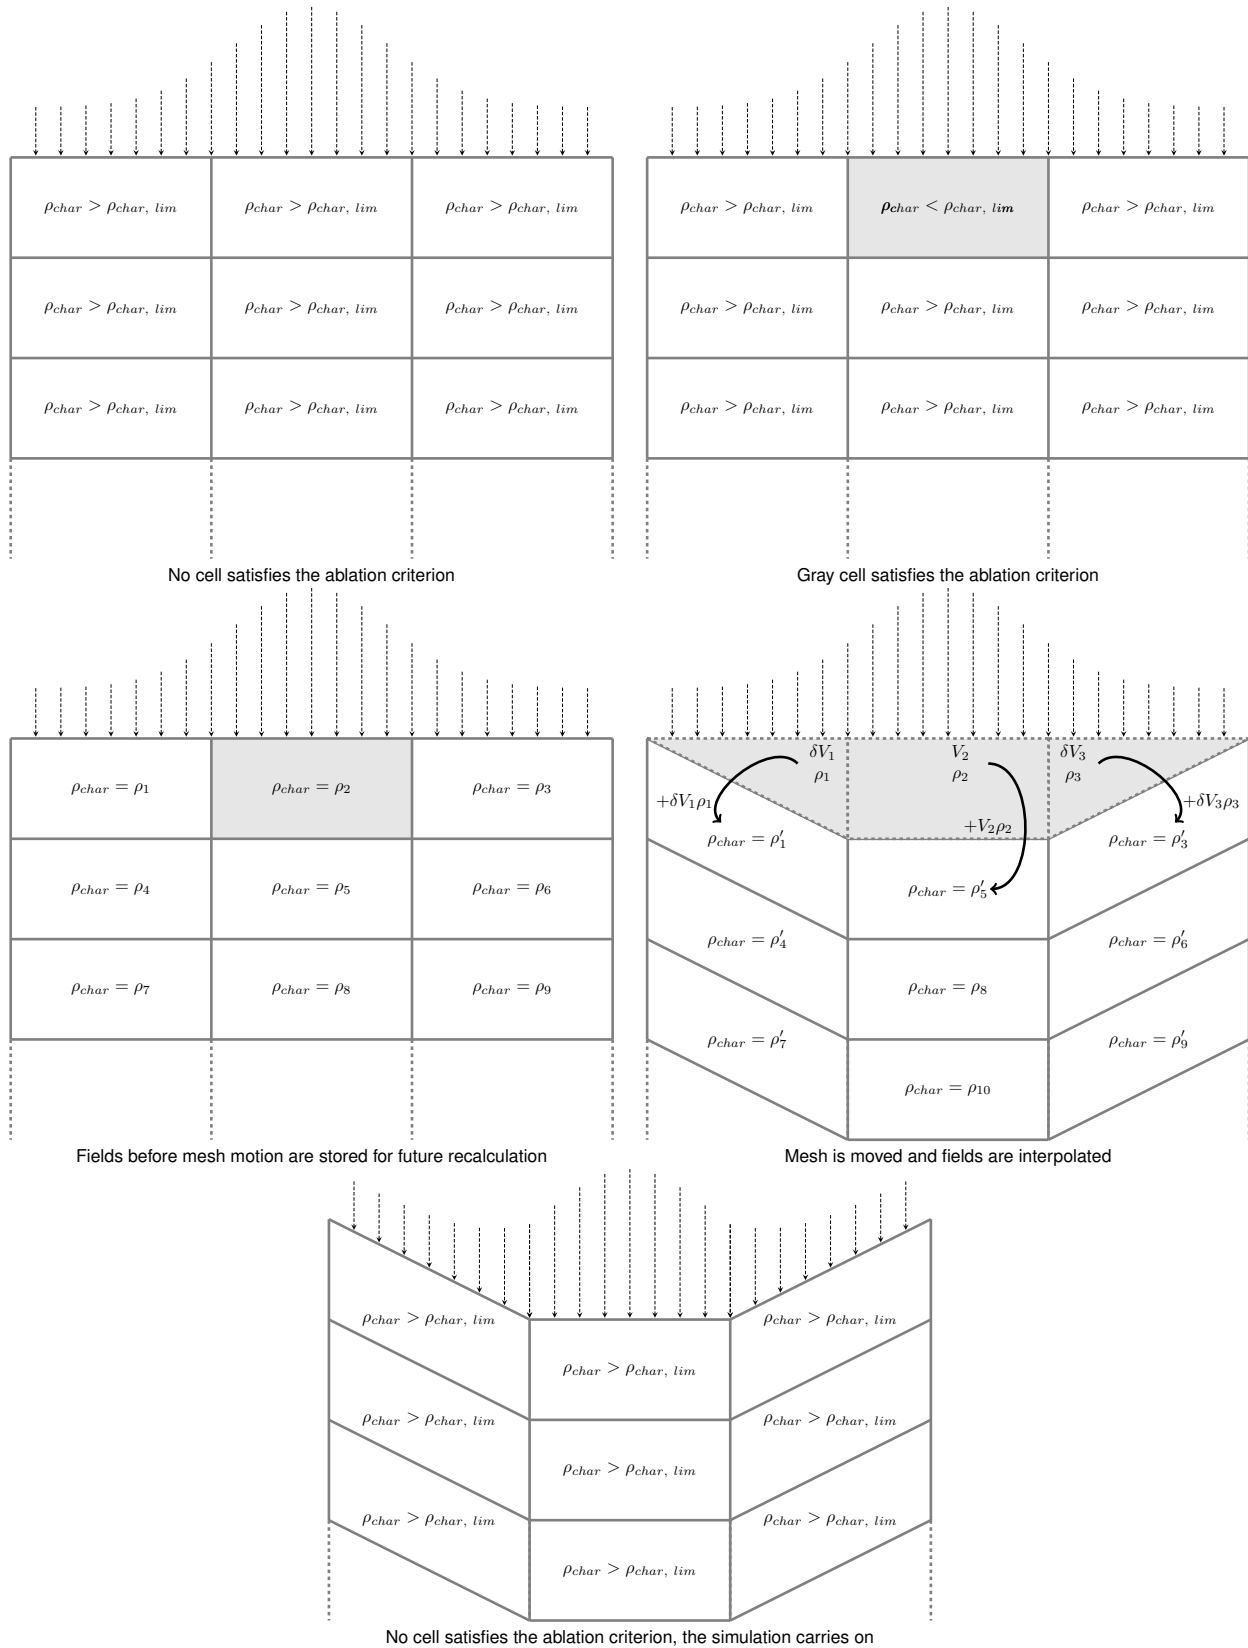 ρchar > ρchar, lim ρchar > ρchar, lim ρchar > ρchar, lim
ρchar > ρchar, lim ρchar > ρchar, lim ρchar > ρchar, lim
ρchar > ρchar, lim ρchar > ρchar, lim ρchar > ρchar, lim
No cell satisfies the ablation criterion
ρchar > ρchar, lim ρchar < ρchar, lim ρchar > ρchar, lim
ρchar > ρchar, lim ρchar > ρchar, lim ρchar > ρchar, lim
ρchar > ρchar, lim ρchar > ρchar, lim ρchar > ρchar, lim
Gray cell satisfies the ablation criterion
ρchar = ρ1 ρchar = ρ2 ρchar = ρ3
ρchar = ρ4 ρchar = ρ5 ρchar = ρ6
ρchar = ρ7 ρchar = ρ8 ρchar = ρ9
Fields before mesh motion are stored for future recalculation
δV1 V2 δV3
ρ1 ρ2 ρ3
+δV1ρ1 +δV3ρ3
+V2ρ2
ρchar = ρ′1 ρchar = ρ′3
ρchar = ρ′5
ρchar = ρ′4 ρchar = ρ′6
ρchar = ρ8
ρchar = ρ′7 ρchar = ρ′9
ρchar = ρ10
Mesh is moved and fields are interpolated
ρchar > ρchar, lim ρchar > ρchar, lim
ρchar > ρchar, lim
ρchar > ρchar, lim ρchar > ρchar, lim
ρchar > ρchar, lim
ρchar > ρchar, lim ρchar > ρchar, lim
ρchar > ρchar, lim
No cell satisfies the ablation criterion, the simulation carries on